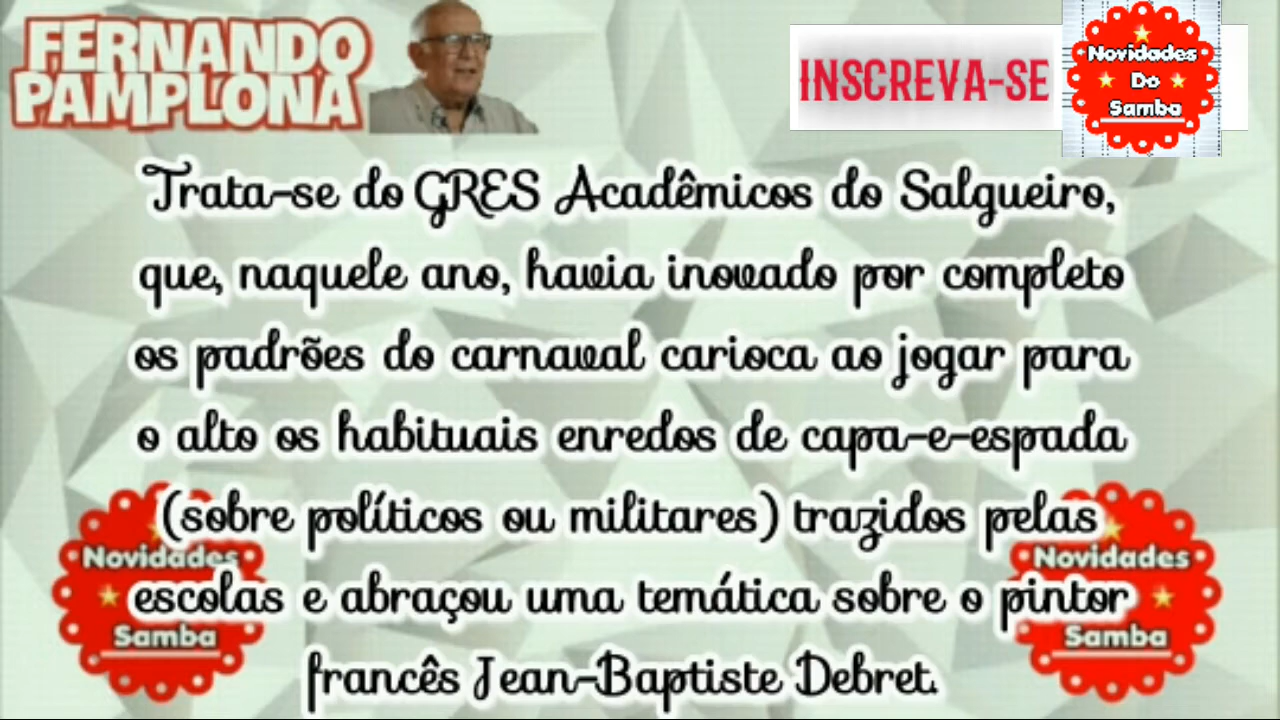 FERNANDO
PAMPLONA
INSCREVA-SE
Novidades
Do
Samba
Trata-se do GRES Acadêmicos do Salgueiro,
que, naquele ano, havia inovado por completo
os padrões do carnaval carioca ao jogar para
o alto os habituais enredos de capa-e-espada
(sobre políticos ou militares) trazidos pelas
escolas e abraçou uma temática sobre o pintor
francês Jean-Baptiste Debret.
Novidades
Samba
Novidades
Samba